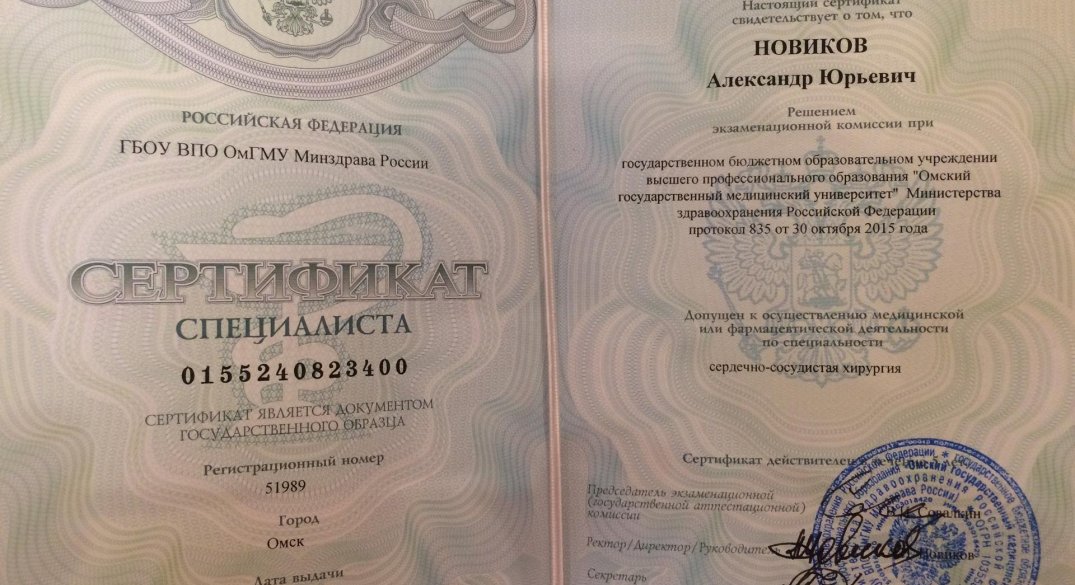 РОССИЙСКАЯ ФЕДЕРАЦИЯ
ГБОУ ВПО ОмГМУ Минздрава России
СЕРТИФИКАТ
СПЕЦИАЛИСТА
0155240823400
СЕРТИФИКАТ ЯВЛЯЕТСЯ ДОКУМЕНТОМ
ГОСУДАРСТВЕННОГО ОБРАЗЦА
Регистрационный номер
51989
Город
Омск
Дата выдачи
Настоящий сертификат
свидетельствует о том, что
НОВИКОВ
Александр Юрьевич
Решением
экзаменационной комиссии при
государственном бюджетном образовательном учреждении
высшего профессионального образования "Омский
государственный медицинский университет" Министерства
здравоохранения Российской Федерации
протокол 835 от 30 октября 2015 года
Допущен к осуществлению медицинской
или фармацевтической деятельности
по специальности
сердечно-сосудистая хирургия
Сертификат действителен
Председатель экзаменационной
(государственной аттестационной)
комиссии
Ректор/Директор/Руководитель
Новиков
Секретарь